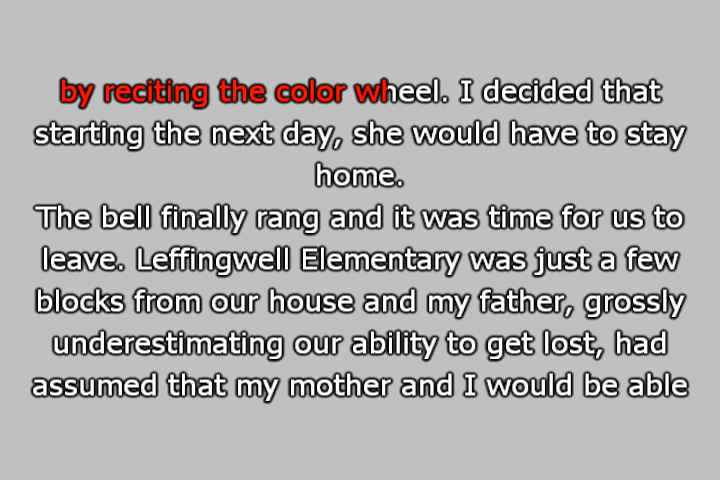 by reciting the color wheel. I decided that
starting the next day, she would have to stay
home.
The bell finally rang and it was time for us to
leave. Leffingwell Elementary was just a few
blocks from our house and my father, grossly
underestimating our ability to get lost, had
assumed that my mother and I would be able